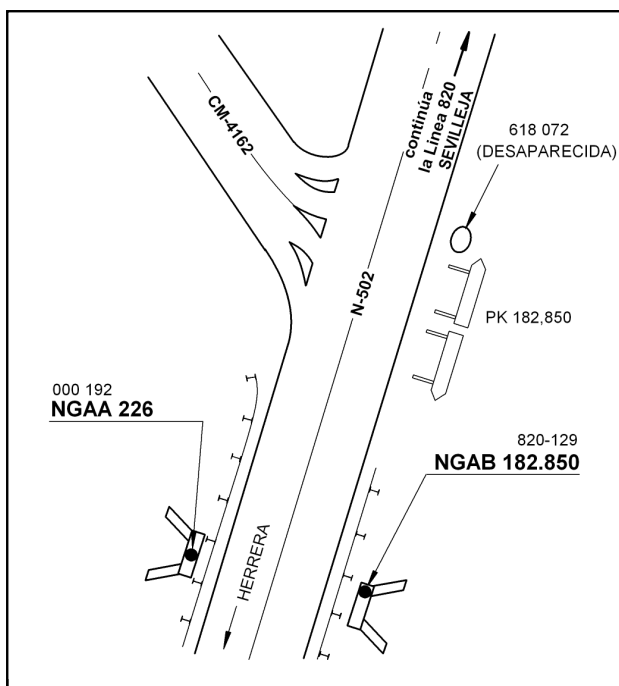 CM-4162
continúa
la Línea 820
SEVILLEJA
618 072
(DESAPARECIDA)
N-502
PK 182,850
000 192
NGAA 226
820-129
NGAB 182.850
HERRERA